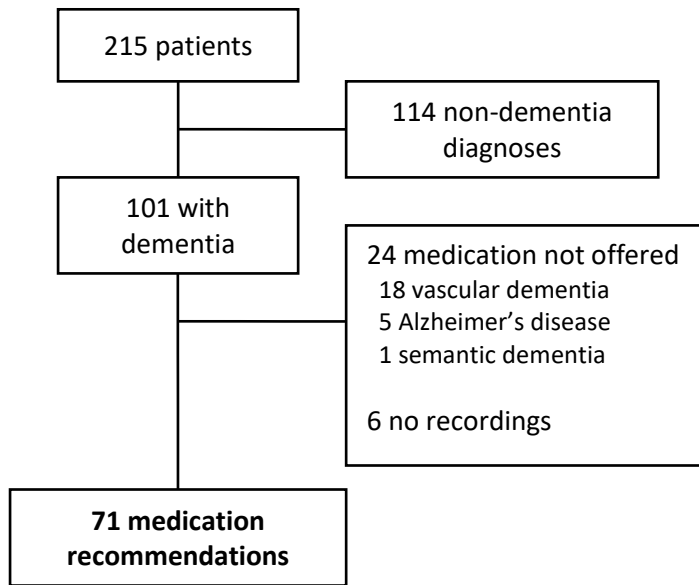 215 patients
114 non-dementia
diagnoses
101 with
dementia
24 medication not offered
18 vascular dementia
5 Alzheimer’s disease
1 semantic dementia
6 no recordings
71 medication
recommendations